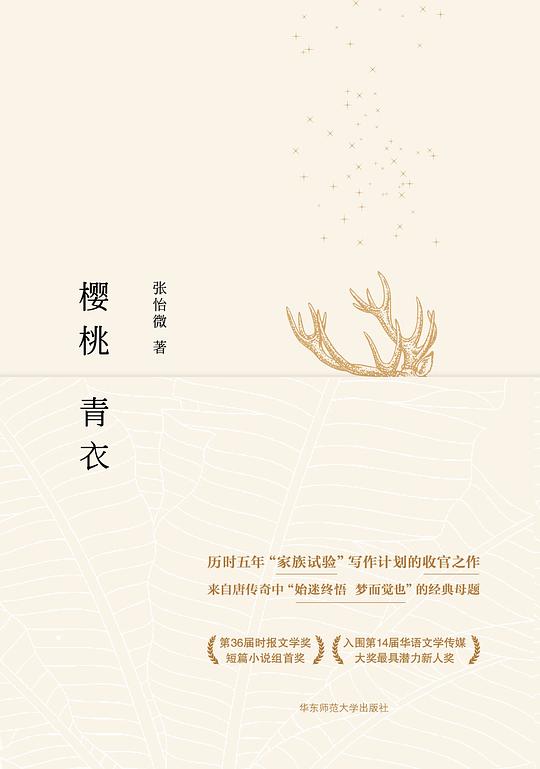 樱桃 青衣
张怡微 著
历时五年“家族试验”写作计划的收官之作
来自唐传奇中“始迷终悟 梦而觉也”的经典母题
第36届时报文学奖
短篇小说组首奖
入围第14届华语文学传媒
大奖最具潜力新人奖
华东师范大学出版社